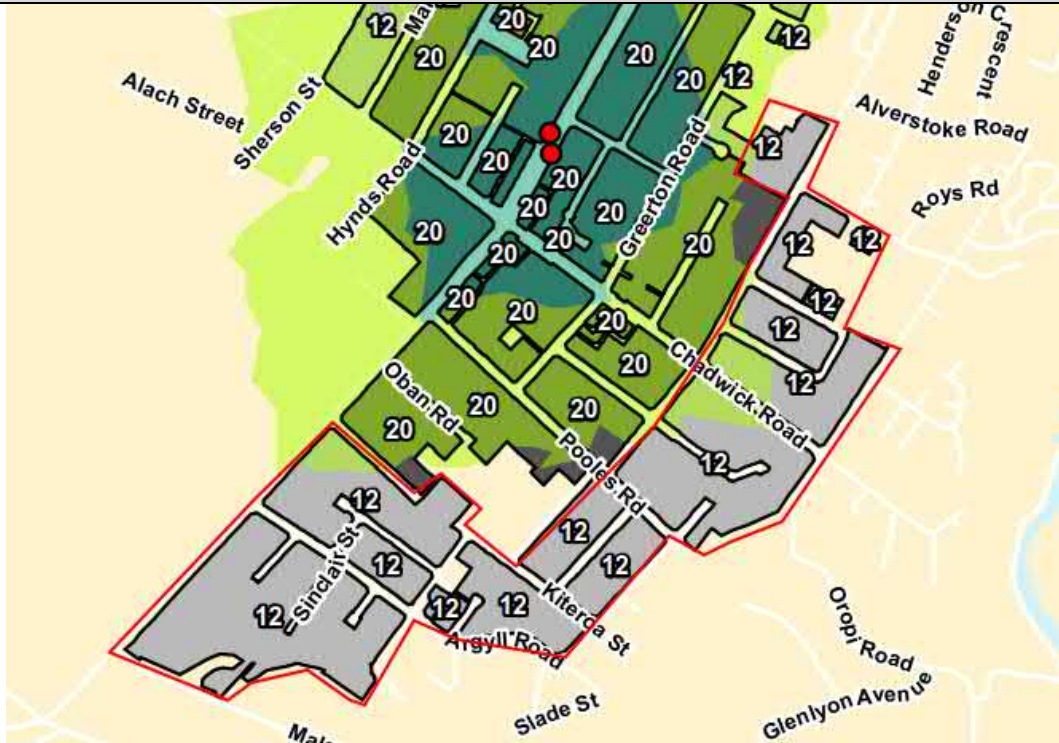 12
20
20
12
Henderson
Crescent
20
20
20
12
Alach Street
Sherson St
20
20
12
Alverstoke Road
Hynds Road
20
Greerton Road
Roys Rd
20
20
20
20
20
20
20
12
12
20
20
20
12
12
20
Chadwick Road
12
Oban Rd
20
20
20
Pooles Rd
12
12
12
Sinclair St
12
12
12
12
12
Kiteroa St
Argyll Road
Oropi Road
Slade St
Glenlyon Avenue